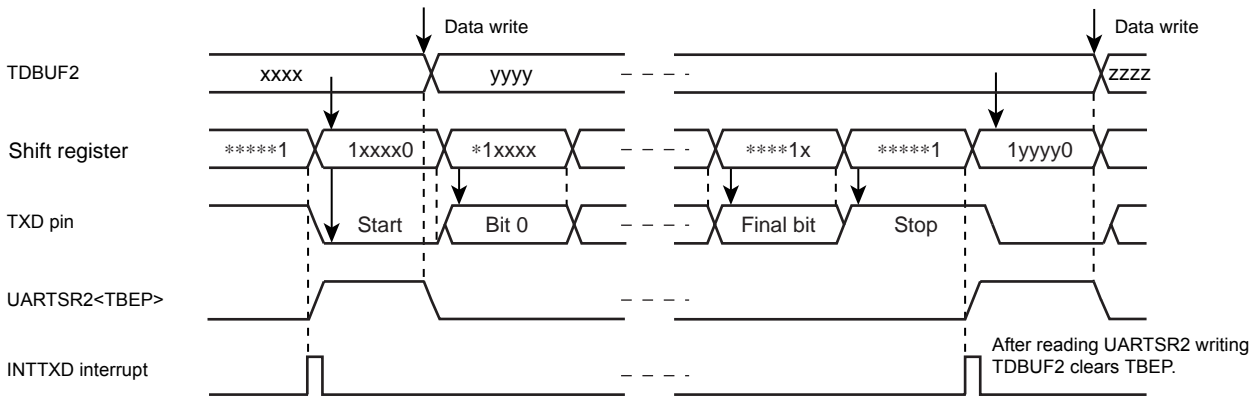 Data write
Data write
TDBUF2
xxxx
yyyy
zzzz
Shift register
*****1
1xxxx0
*1xxxx
****1x
*****1
1yyyy0
TXD pin
Start
Bit 0
Final bit
Stop
UARTSR2<TBEP>
INTTXD interrupt
After reading UARTSR2 writing
TDBUF2 clears TBEP.